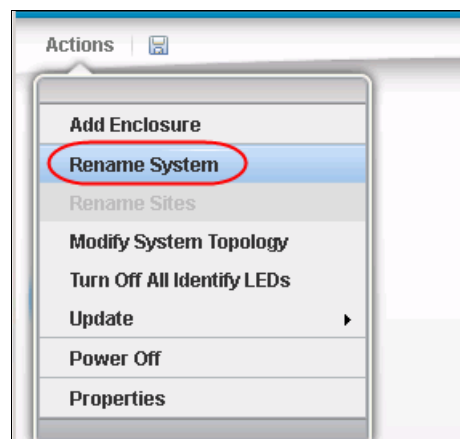 Actions
Add Enclosure
Rename System
Rename Sites
Modify System Topology
Turn Off All Identify LEDs
Update
Power Off
Properties